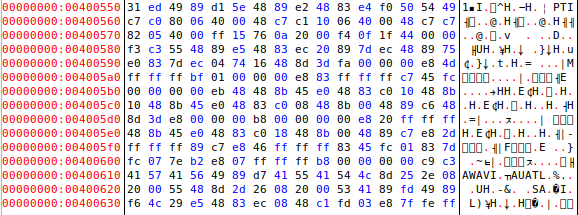 00000000:00400550 31 ed 49 89 d1 5e 48 89 e2 48 83 e4 f0 50 54 49
00000000:00400560 c7 c0 80 06 40 00 48 c7 c1 10 06 40 00 48 c7 c7
00000000:00400570 82 05 40 00 ff 15 76 0a 20 00 f4 0f 1f 44 00 00
00000000:00400580 f3 c3 55 48 89 e5 48 83 ec 20 89 7d ec 48 89 75
00000000:00400590 e0 83 7d ec 04 74 16 48 8d 3d fa 00 00 00 e8 4d
00000000:004005a0 ff ff ff bf 01 00 00 00 e8 83 ff ff ff c7 45 fc
00000000:004005b0 00 00 00 00 eb 48 48 8b 45 e0 48 83 c0 10 48 8b
00000000:004005c0 10 48 8b 45 e0 48 83 c0 08 48 8b 00 48 89 c6 48
00000000:004005d0 8d 3d e8 00 00 00 b8 00 00 00 00 e8 20 ff ff ff
00000000:004005e0 48 8b 45 e0 48 83 c0 18 48 8b 00 48 89 c7 e8 2d
00000000:004005f0 ff ff ff 89 c7 e8 46 ff ff ff 83 45 fc 01 83 7d
00000000:00400600 fc 07 7e b2 e8 07 ff ff ff b8 00 00 00 00 c9 c3
00000000:00400610 41 57 41 56 49 89 d7 41 55 41 54 4c 8d 25 2e 08
00000000:00400620 20 00 55 48 8d 2d 26 08 20 00 53 41 89 fd 49 89
00000000:00400630 f6 4c 29 e5 48 83 ec 08 48 c1 fd 03 e8 7f fe ff